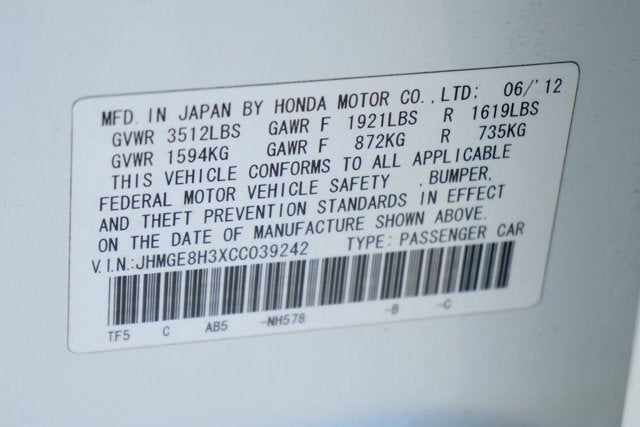 MFD. IN JAPAN BY HONDA MOTOR CO.,LTD: 06/'12
GVWR 3512LBS GAWR F 1921LBS R 1619LBS
GVWR 1594KG GAWR F 872KG R 735KG
THIS VEHICLE CONFORMS TO ALL APPLICABLE
FEDERAL MOTOR VEHICLE SAFETY , BUMPER,
AND THEFT PREVENTION STANDARDS IN EFFECT
ON THE DATE OF MANUFACTURE SHOWN ABOVE.
V.I.N.:JHMGE8H3XCC039242 TYPE: PASSENGER CAR
TF5 C AB5 -NH578 -B -C